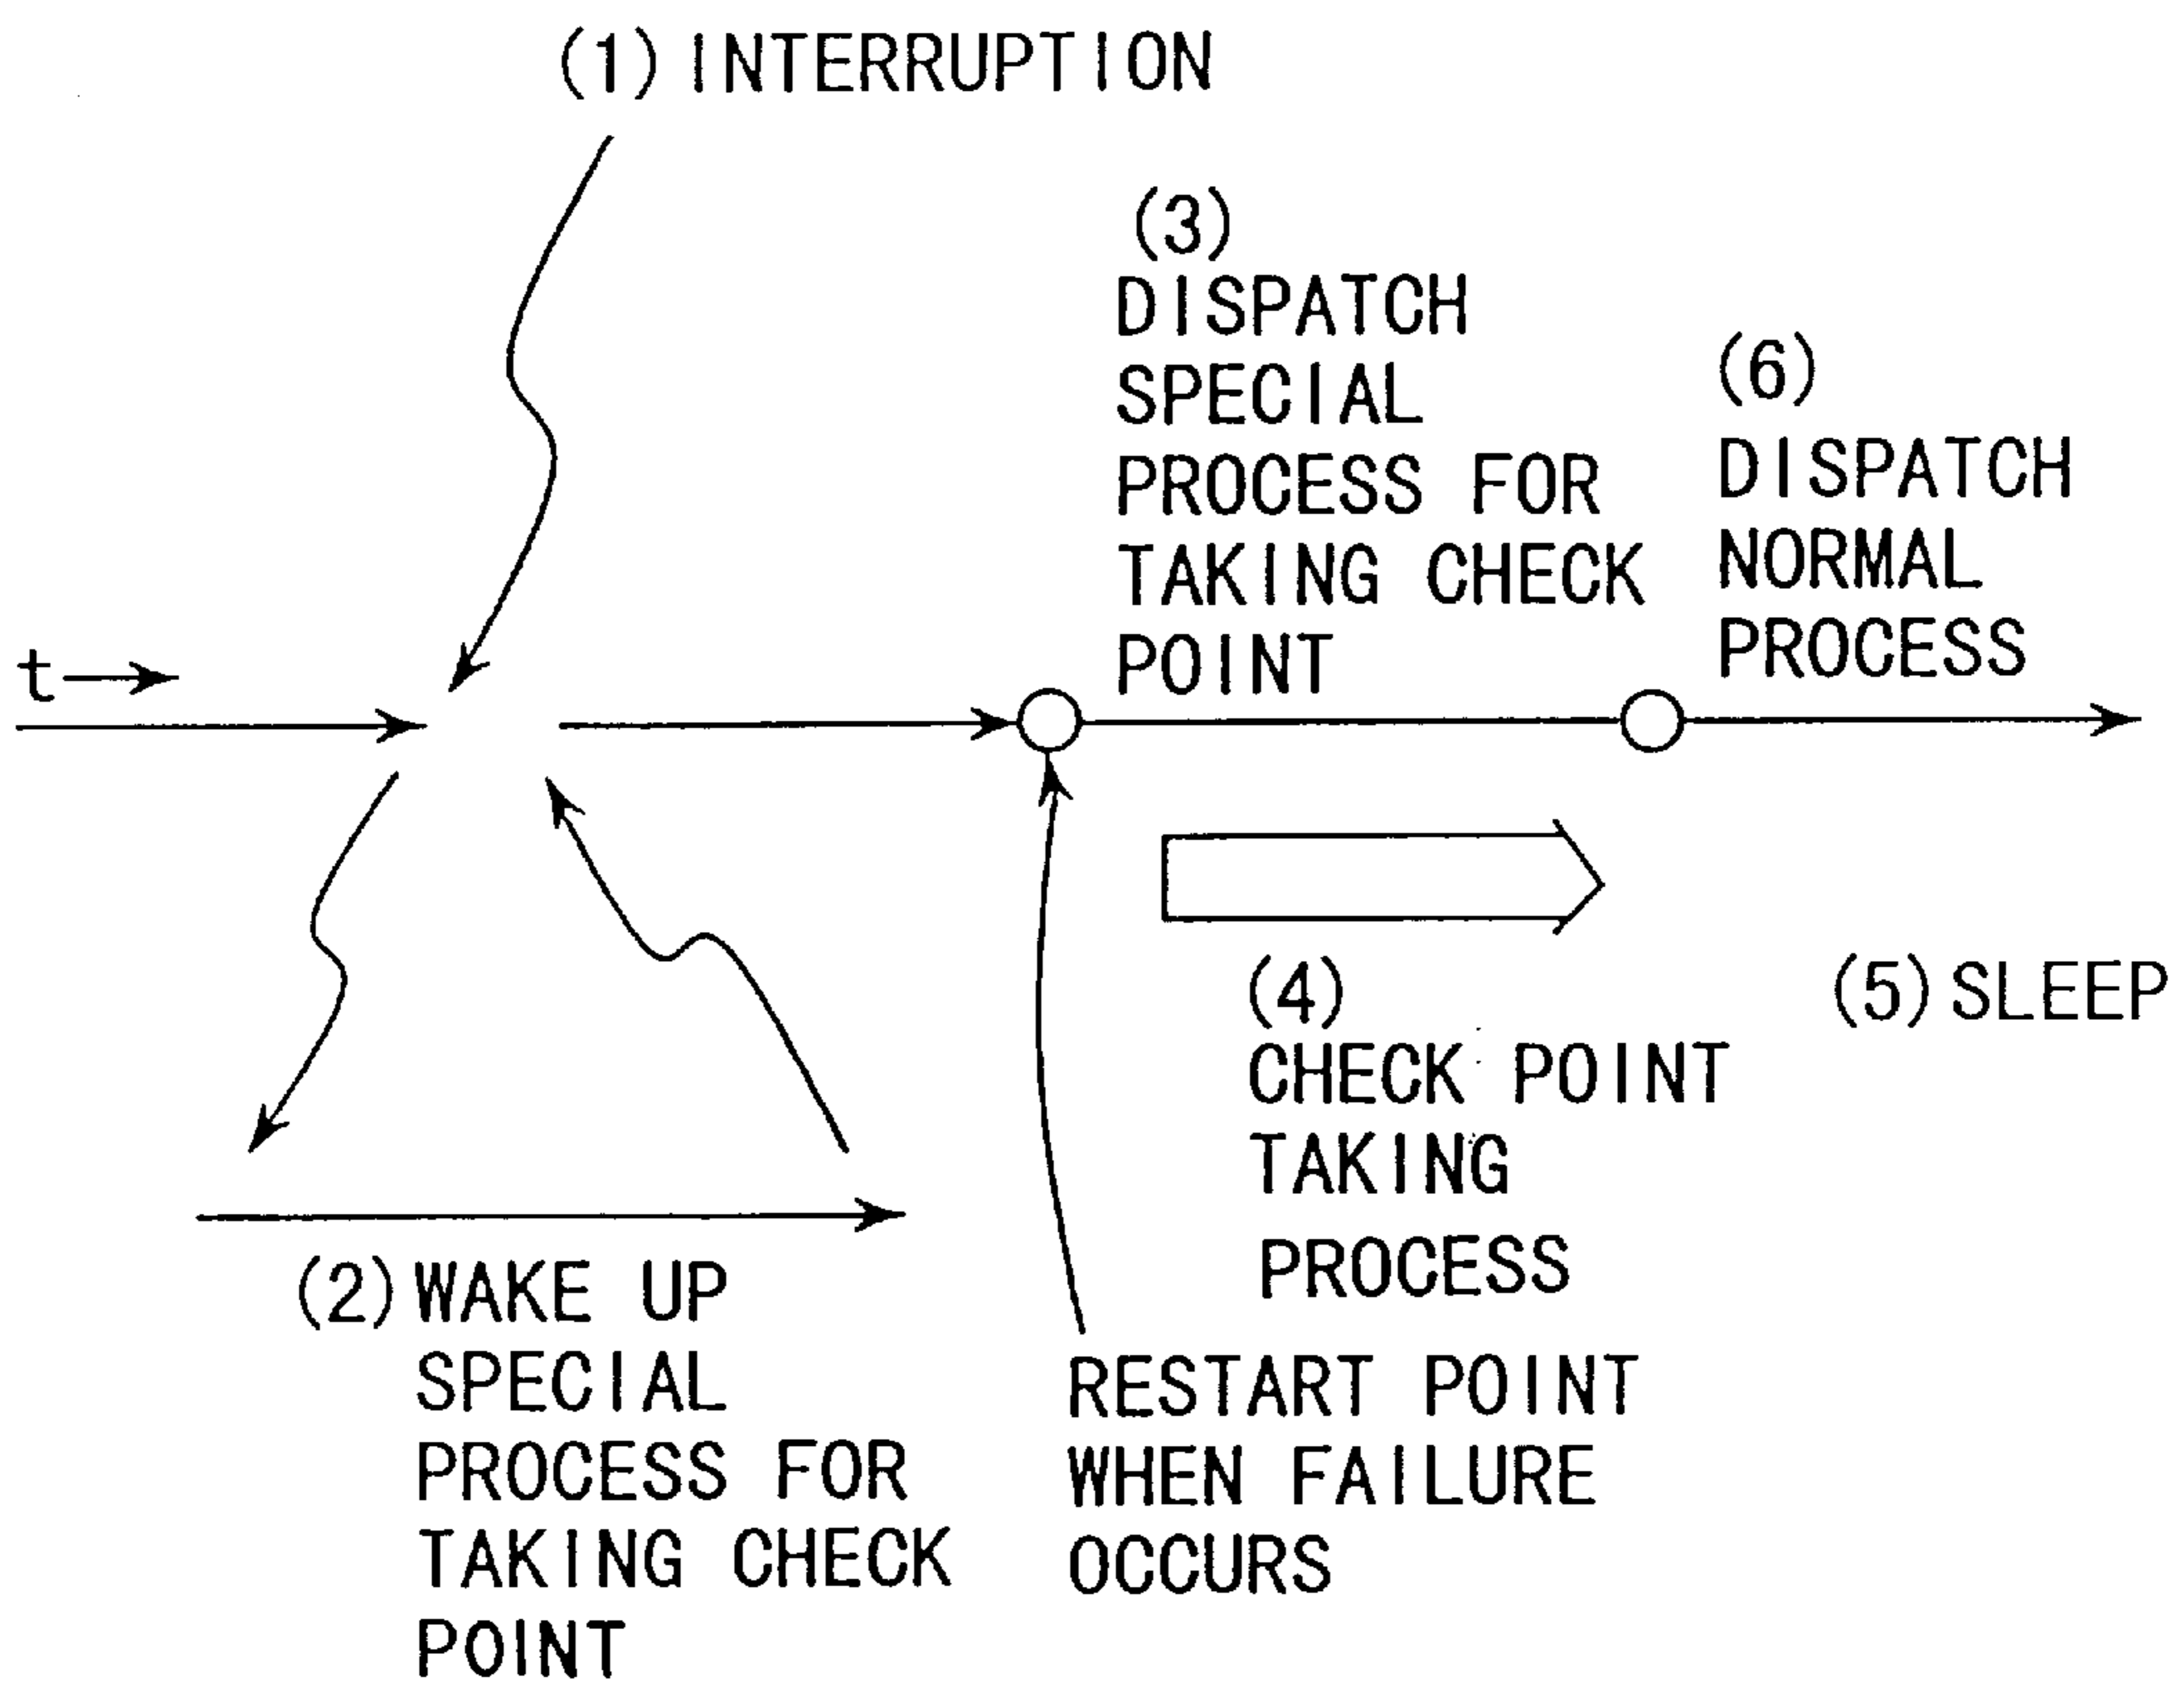 (1) INTERRUPTION
(3)
DISPATCH
SPECIAL
PROCESS FOR
TAKING CHECK
POINT
(6)
DISPATCH
NORMAL
PROCESS
t
(4)
CHECK POINT
TAKING
PROCESS
(5) SLEEP
(2) WAKE UP
SPECIAL
PROCESS FOR
TAKING CHECK
POINT
RESTART POINT
WHEN FAILURE
OCCURS